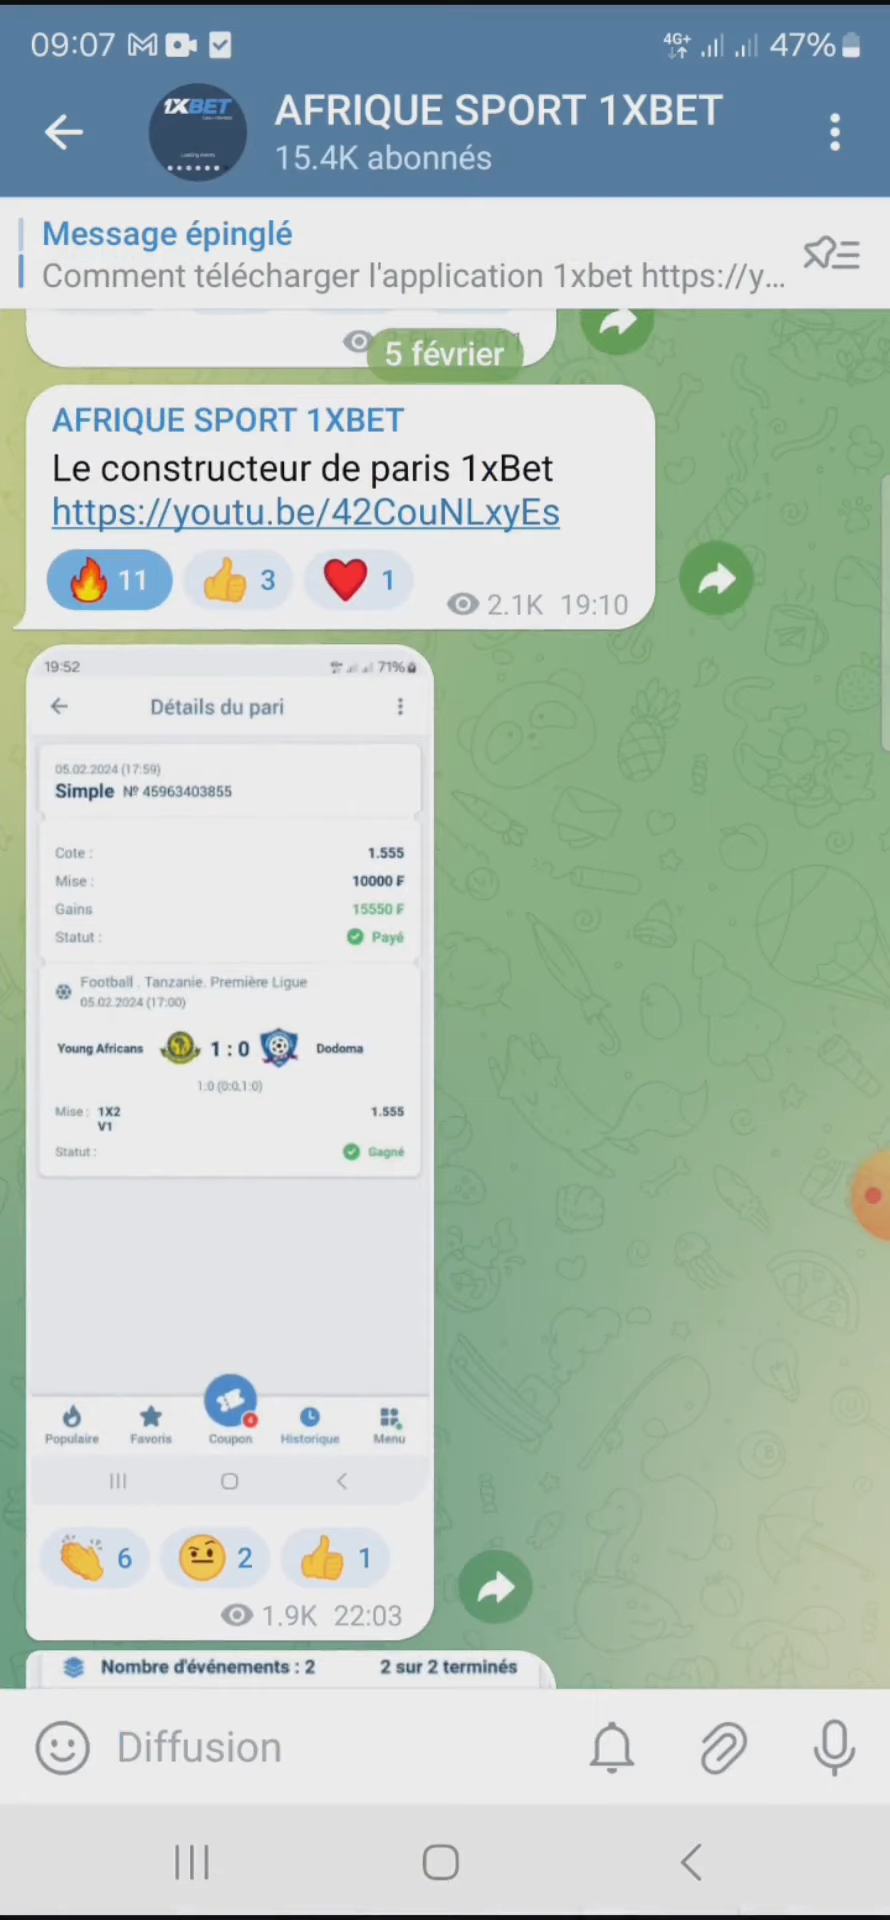 09:07
4G+
47%
1XBET
AFRIQUE SPORT 1XBET
15.4K abonnés
Message épinglé
Comment télécharger l'application 1xbet https://y...
5 février
AFRIQUE SPORT 1XBET
Le constructeur de paris 1xBet
https://youtu.be/42CouNLxyEs
11 3 1
2.1K 19:10
19:52
71%
Détails du pari
05.02.2024 (17:59)
Simple Nº 45963403855
Cote : 1.555
Mise : 10000 F
Gains 15550 F
Statut : Payé
Football . Tanzanie. Première Ligue
05.02.2024 (17:00)
Young Africans 1 : 0 Dodoma
1:0 (0:0,1:0)
Mise : 1X2 1.555
V1
Statut : Gagné
Populaire Favoris Coupon Historique Menu
6 2 1
1.9K 22:03
Nombre d'événements : 2 2 sur 2 terminés
Diffusion